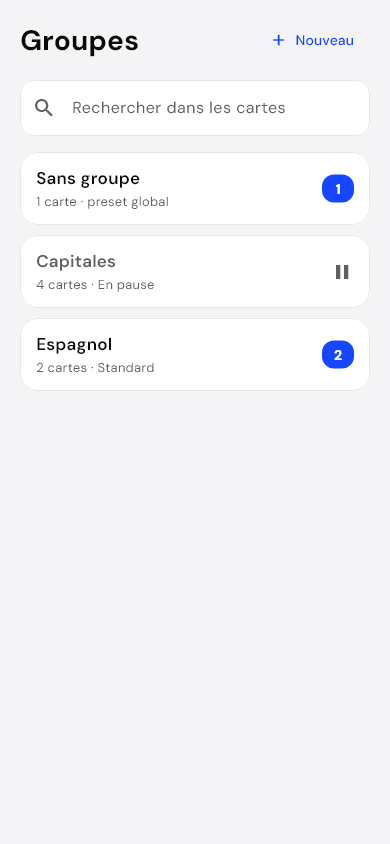 Groupes
Nouveau
Rechercher dans les cartes
Sans groupe
1 carte · preset global
1
Capitales
4 cartes · En pause
Espagnol
2 cartes · Standard
2